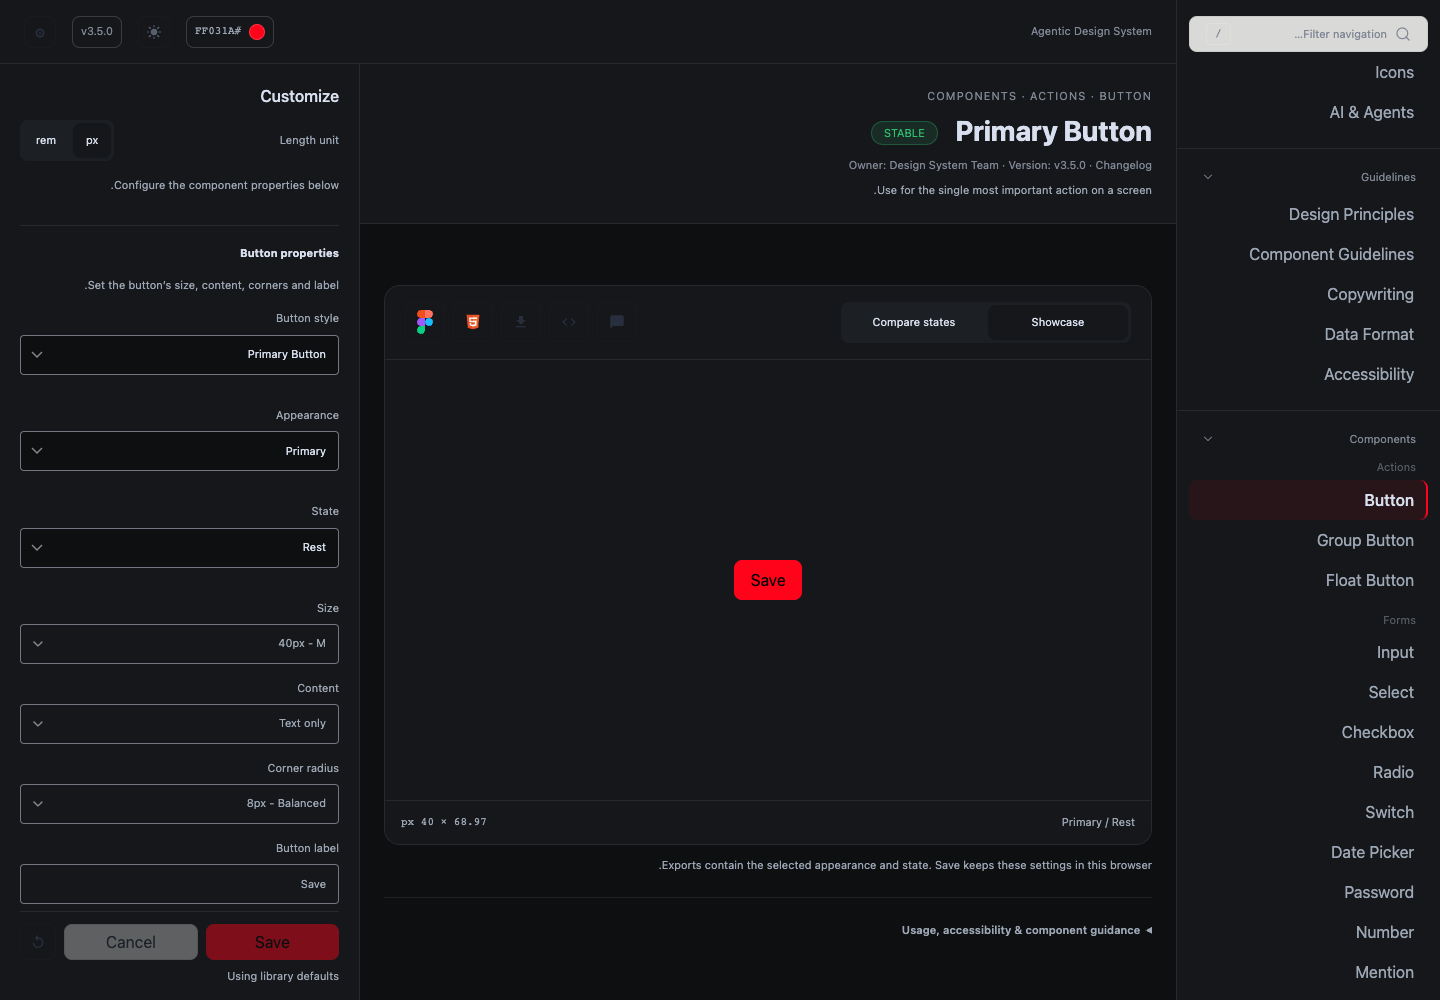 v3.5.0
FF031A#
Agentic Design System
Filter navigation...
/
Icons
AI & Agents
Guidelines
Design Principles
Component Guidelines
Copywriting
Data Format
Accessibility
Components
Actions
Button
Group Button
Float Button
Forms
Input
Select
Checkbox
Radio
Switch
Date Picker
Password
Number
Mention
COMPONENTS · ACTIONS · BUTTON
Primary Button
STABLE
Owner: Design System Team · Version: v3.5.0 · Changelog
.Use for the single most important action on a screen
Compare states
Showcase
Save
px 40 × 68.97
Primary / Rest
.Exports contain the selected appearance and state. Save keeps these settings in this browser
Usage, accessibility & component guidance
Customize
rem
px
Length unit
.Configure the component properties below
Button properties
.Set the button's size, content, corners and label
Button style
Primary Button
Appearance
Primary
State
Rest
Size
40px - M
Content
Text only
Corner radius
8px - Balanced
Button label
Save
Cancel
Save
Using library defaults